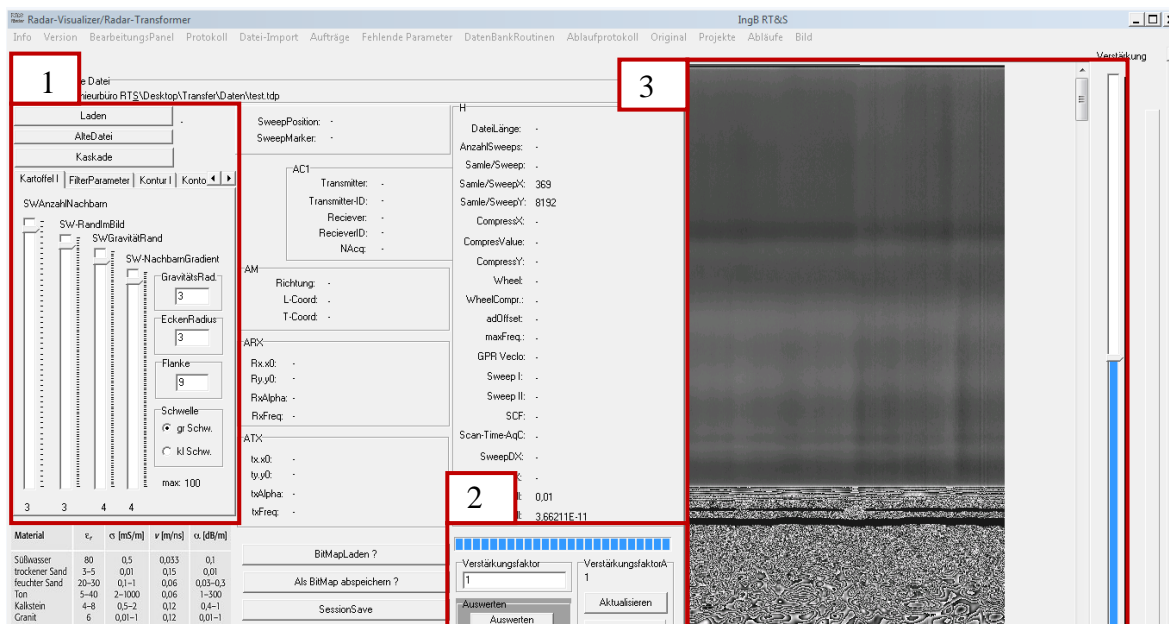 Radar-Visualizer/Radar-Transformer IngB RT&S
Info Version BearbeitungsPanel Protokoll Datei-Import Aufträge Fehlende Parameter DatenBankRoutinen Ablaufprotokoll Original Projekte Abläufe Bild
Verstärkung
1
e Datei
nieurbüro RTS\Desktop\Transfer\Daten\test.tdp
Laden
AlteDatei
Kaskade
Kartoffel I FilterParameter Kontur I Konto
SWAnzahlNachbarn
SW-RandImBild
SWGravitätRand
SW-NachbarnGradient
GravitätsRad.
3
EckenRadius
3
Flanke
9
Schwelle
gr Schw.
kl Schw.
max: 100
3 3 4 4
Material εr σ [mS/m] v [m/ns] α [dB/m]
Süßwasser 80 0,5 0,033 0,1
trockener Sand 3–5 0,01 0,15 0,01
feuchter Sand 20–30 0,1–1 0,06 0,03–0,3
Ton 5–40 2–1000 0,06 1–300
Kalkstein 4–8 0,5–2 0,12 0,4–1
Granit 6 0,01–1 0,12 0,01–1
SweepPosition: -
SweepMarker: -
AC1
Transmitter: -
Transmitter-ID: -
Reciever: -
RecieverID: -
NAcq: -
AM
Richtung: -
L-Coord: -
T-Coord: -
ARX
Rx.x0: -
Ry.y0: -
RxAlpha: -
RxFreq: -
ATX
tx.x0: -
ty.y0: -
txAlpha: -
txFreq: -
BitMapLaden ?
Als BitMap abspeichern ?
SessionSave
H
DateiLänge: -
AnzahlSweeps: -
Samle/Sweep: -
Samle/SweepX: 369
Samle/SweepY: 8192
CompressX: -
CompresValue: -
CompressY: -
Wheel: -
WheelCompr.: -
adOffset: -
maxFreq.: -
GPR Veclo: -
Sweep I: -
Sweep II: -
SCF: -
Scan-Time-AqC: -
SweepDX: -
0,01
3,66211E-11
2
Verstärkungsfaktor
1
VerstärkungsfaktorA
1
Aktualisieren
Auswerten
Auswerten
3